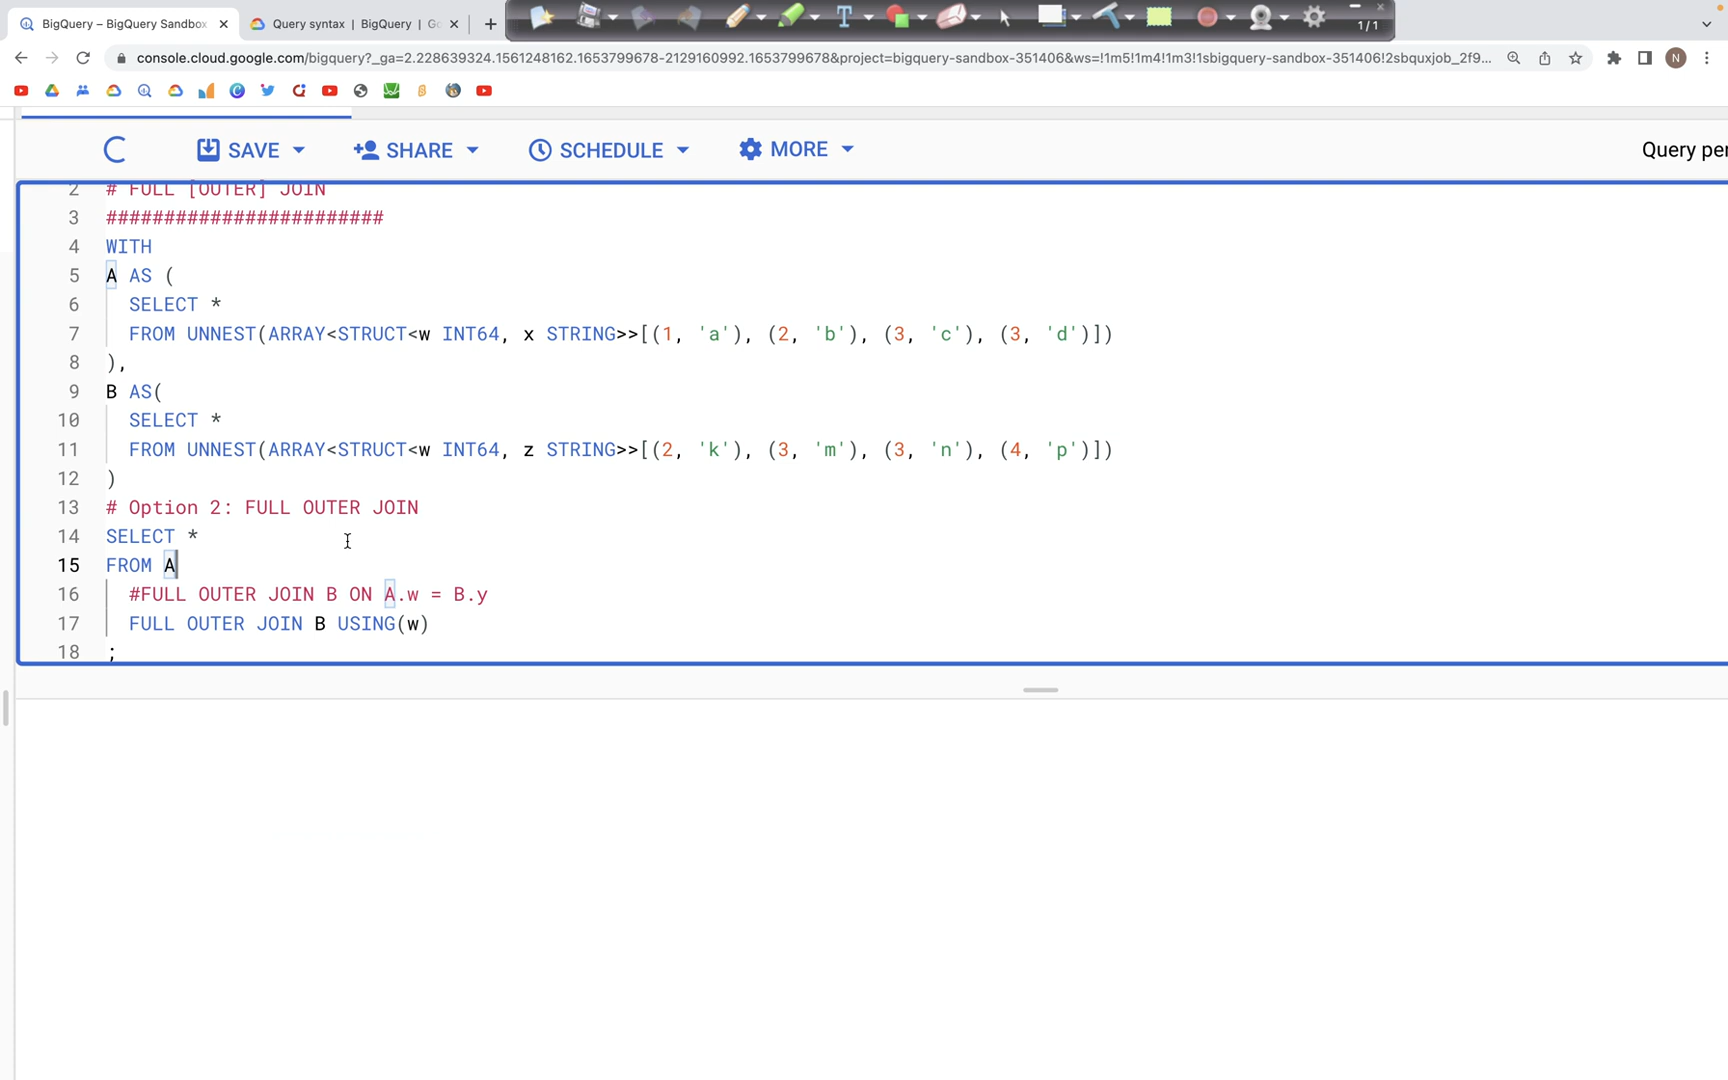 BigQuery – BigQuery Sandbox
Query syntax | BigQuery | Go
1/1
console.cloud.google.com/bigquery?_ga=2.228639324.1561248162.1653799678-2129160992.1653799678&project=bigquery-sandbox-351406&ws=!1m5!1m4!1m3!1sbigquery-sandbox-351406!2sbquxjob_2f9...
N
SAVE SHARE SCHEDULE MORE Query per
2 # FULL [OUTER] JOIN
3 ########################
4 WITH
5 A AS (
6 SELECT *
7 FROM UNNEST(ARRAY<STRUCT<w INT64, x STRING>>[(1, 'a'), (2, 'b'), (3, 'c'), (3, 'd')])
8 ),
9 B AS(
10 SELECT *
11 FROM UNNEST(ARRAY<STRUCT<w INT64, z STRING>>[(2, 'k'), (3, 'm'), (3, 'n'), (4, 'p')])
12 )
13 # Option 2: FULL OUTER JOIN
14 SELECT *
15 FROM A
16 #FULL OUTER JOIN B ON A.w = B.y
17 FULL OUTER JOIN B USING(w)
18 ;